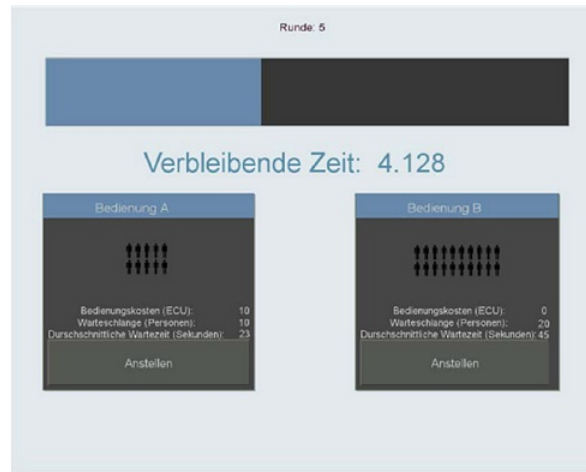 Runde: 5
Verbleibende Zeit: 4.128
Bedienung A
Bedienungskosten (ECU): 10
Warteschlange (Personen): 10
Durschschnittliche Wartezeit (Sekunden): 23
Anstellen
Bedienung B
Bedienungskosten (ECU): 0
Warteschlange (Personen): 20
Durschschnittliche Wartezeit (Sekunden): 45
Anstellen